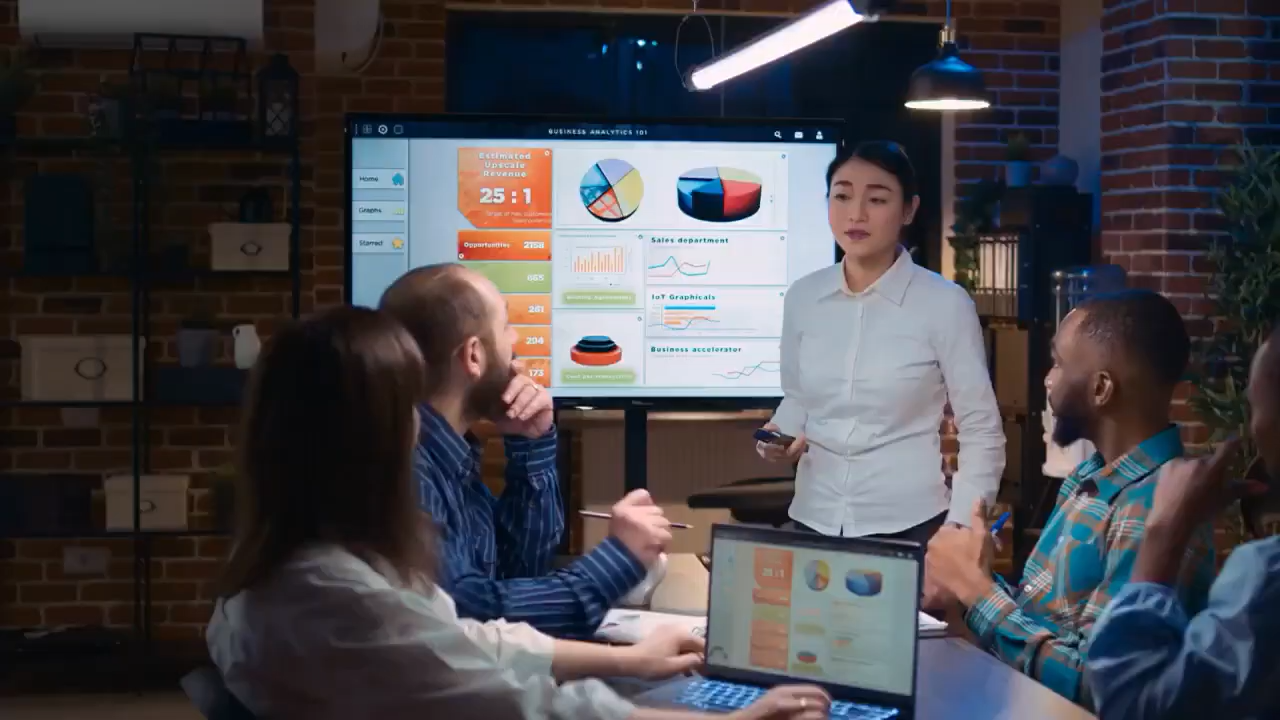 BUSINESS ANALYTICS 101
Home
Graphs
Starred
Estimated
Upscale
Revenue
25 : 1
Opportunities 2158
865
281
294
173
Sales department
IoT Graphicals
Business accelerator
25:1